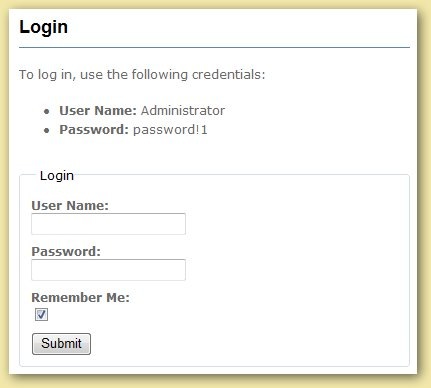 Login
To log in, use the following credentials:
• User Name: Administrator
• Password: password!1
Login
User Name:
Password:
Remember Me:
Submit